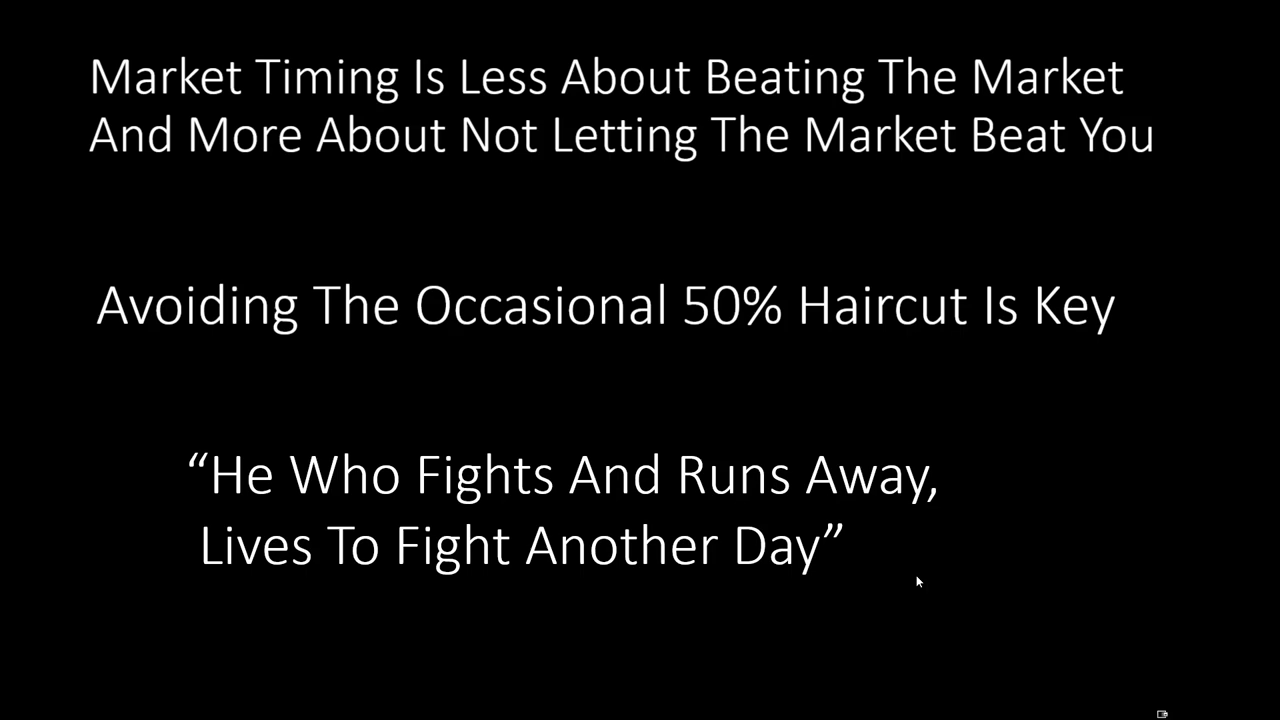 Market Timing Is Less About Beating The Market
And More About Not Letting The Market Beat You
Avoiding The Occasional 50% Haircut Is Key
“He Who Fights And Runs Away,
Lives To Fight Another Day”